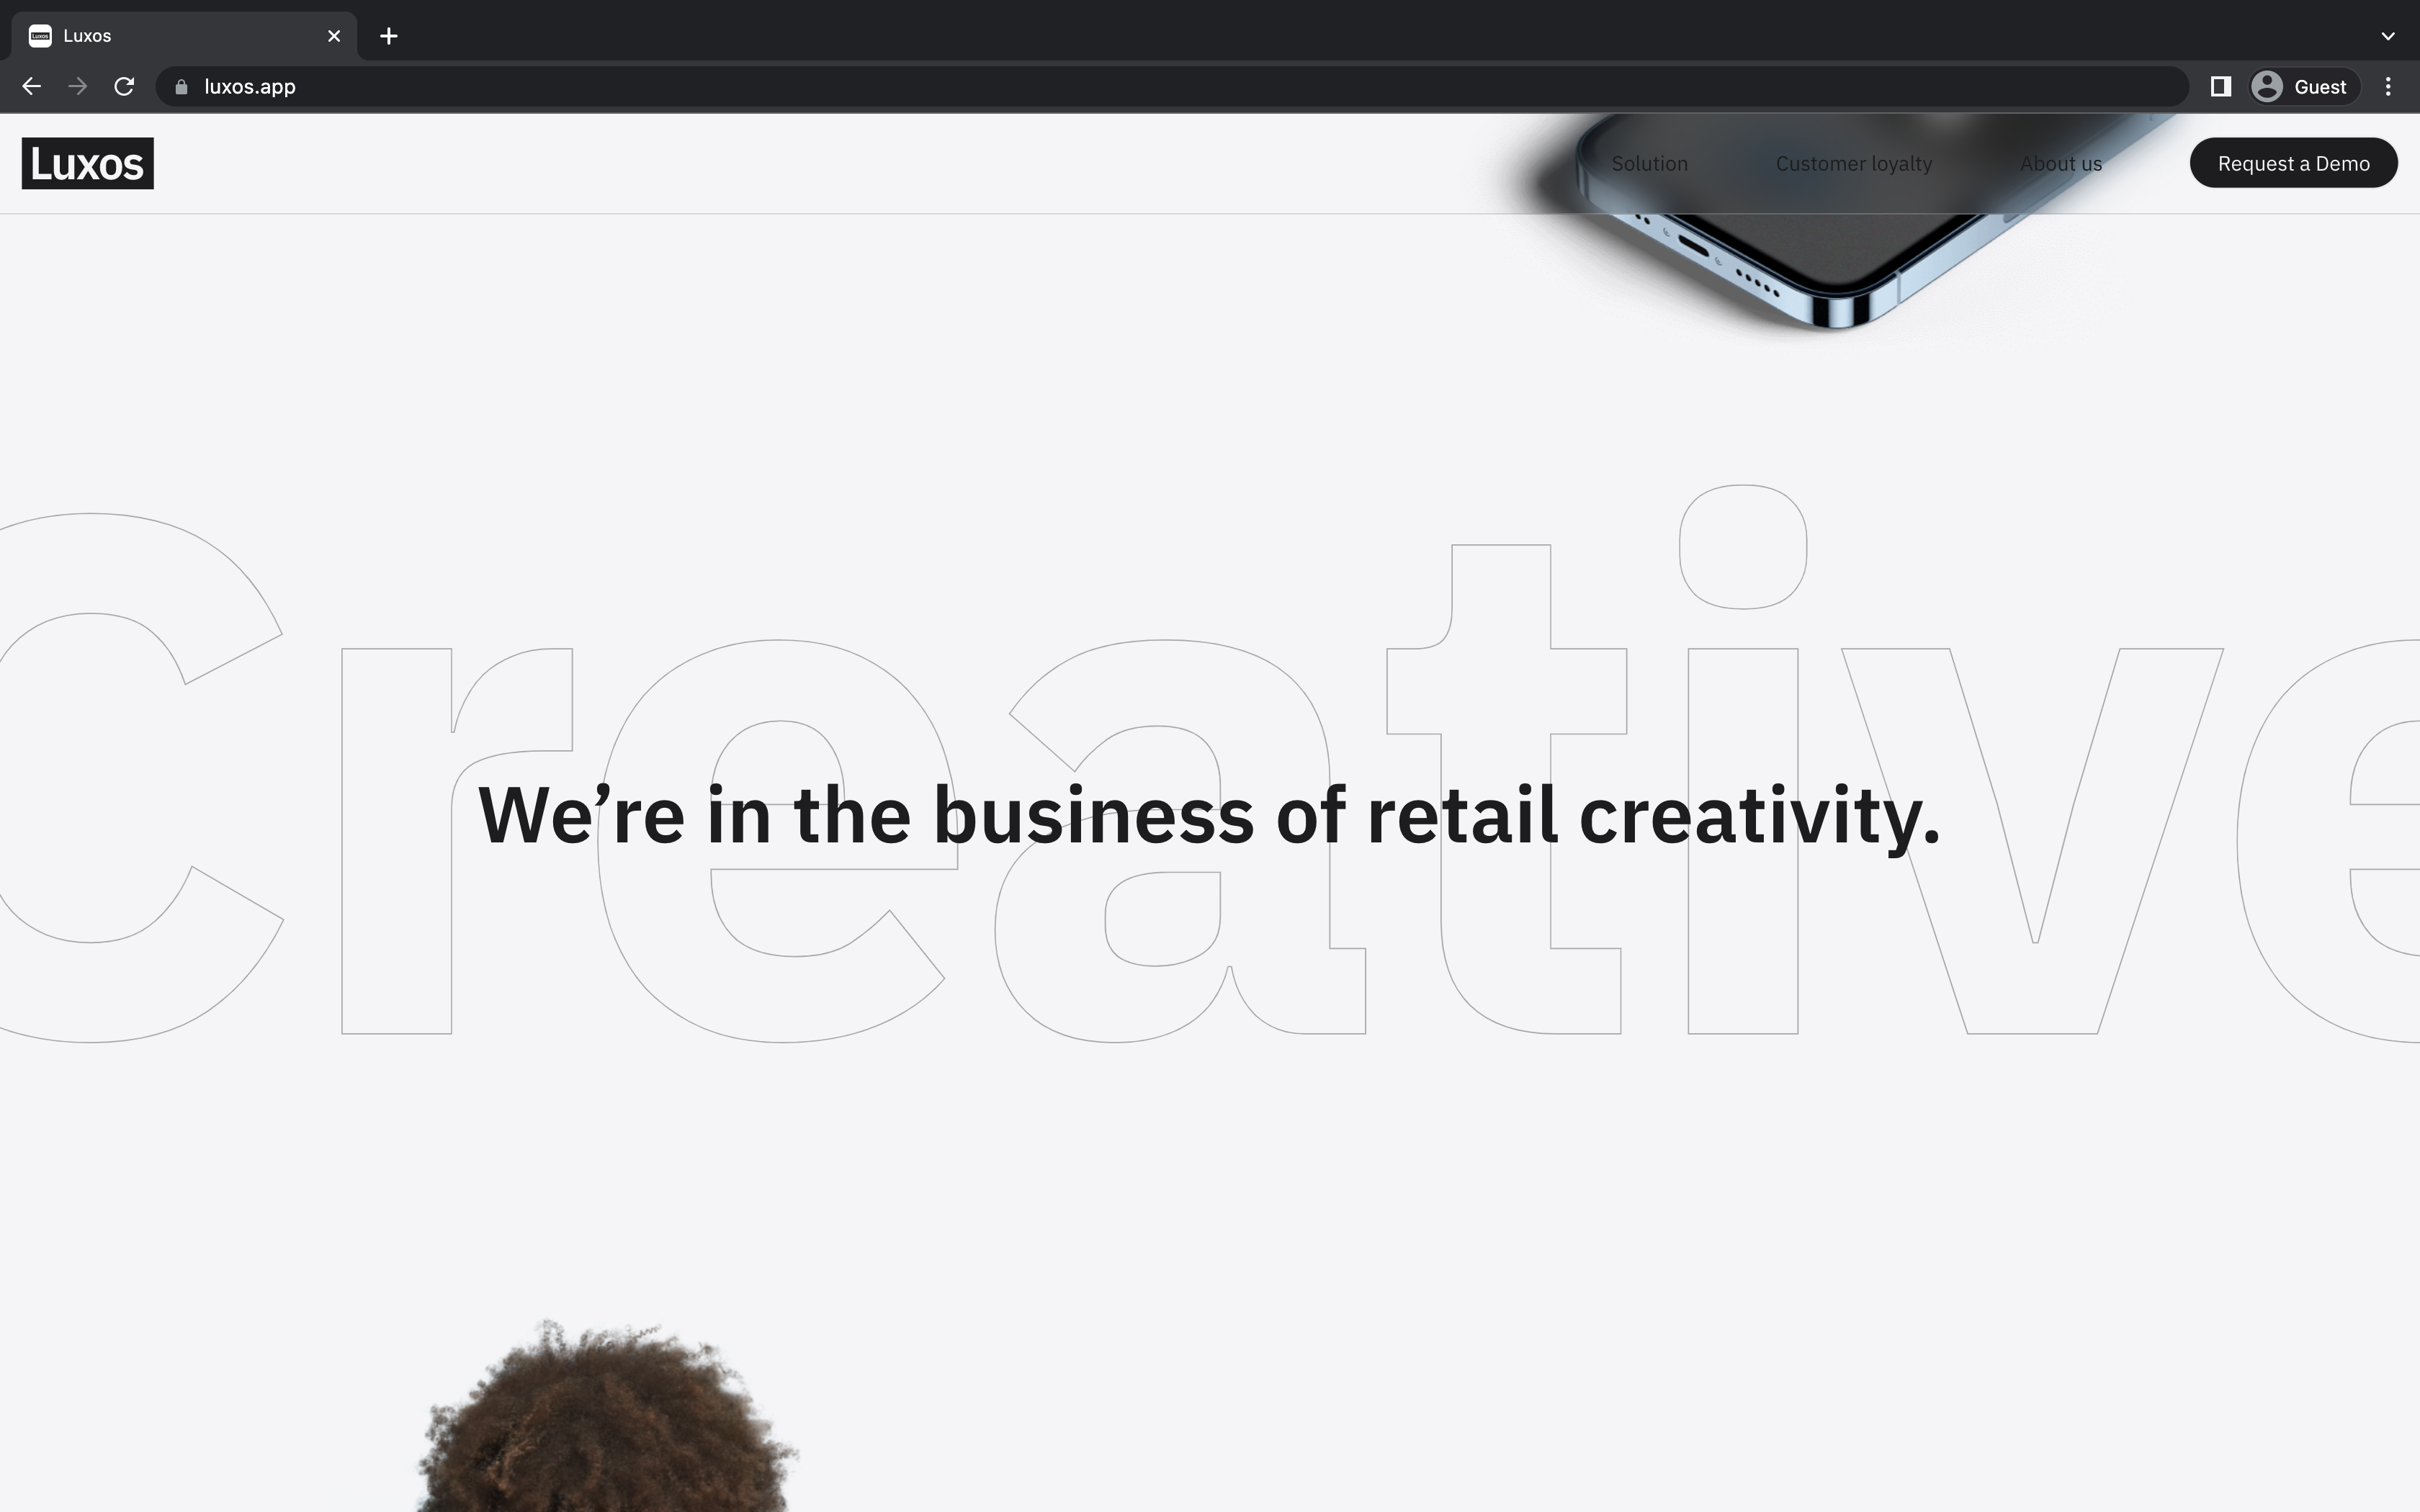 Luxos
luxos.app
Guest
Luxos
Solution
Customer loyalty
About us
Request a Demo
Creative
We’re in the business of retail creativity.